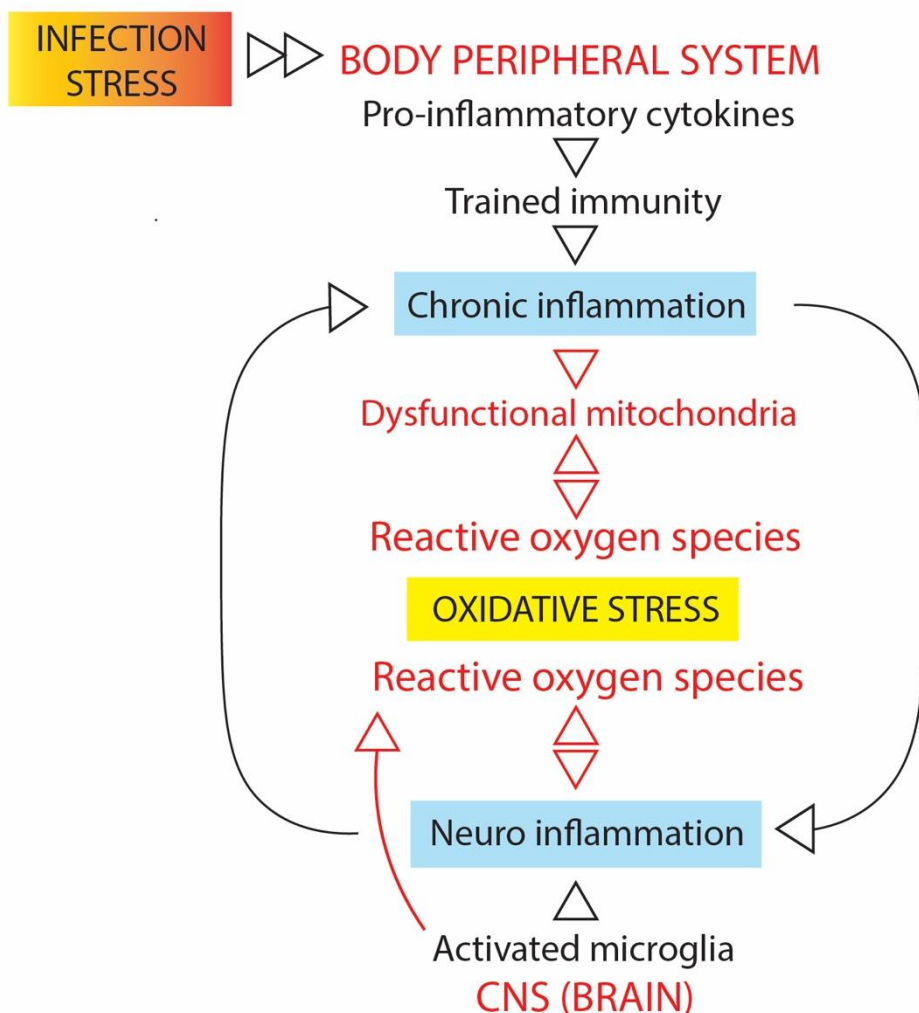 INFECTION
STRESS
BODY PERIPHERAL SYSTEM
Pro-inflammatory cytokines
Trained immunity
Chronic inflammation
Dysfunctional mitochondria
Reactive oxygen species
OXIDATIVE STRESS
Reactive oxygen species
Neuro inflammation
Activated microglia
CNS (BRAIN)